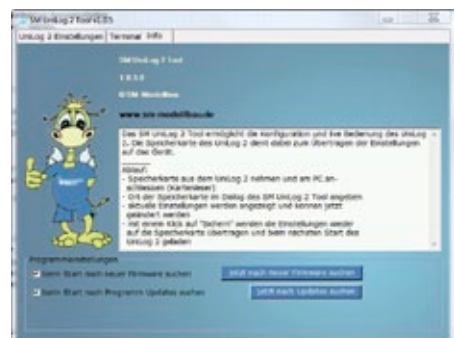 SM UniLog 2 Tool v1.0.5
UniLog 2 Einstellungen Terminal Info
SM UniLog 2 Tool
©SM Modellbau
www.sm-modellbau.de
Das SM UniLog 2 Tool ermöglicht die Konfiguration und live Bedienung des UniLog
2. Die Speicherkarte des UniLog 2 dient dabei zum Übertragen der Einstellungen
auf das Gerät.
Ablauf:
- Speicherkarte aus dem UniLog 2 nehmen und am PC an-
schliessen (Kartenleser)
- Ort der Speicherkarte im Dialog des SM UniLog 2 Tool angeben
- aktuelle Einstellungen werden angezeigt und können jetzt
geändert werden
- mit einem Klick auf "Sichern" werden die Einstellungen wieder
auf die Speicherkarte übertragen und beim nächsten Start des
UniLog 2 geladen
Programmeinstellungen
beim Start nach neuer Firmware suchen
jetzt nach neuer Firmware suchen
beim Start nach Programm Updates suchen
jetzt nach Updates suchen